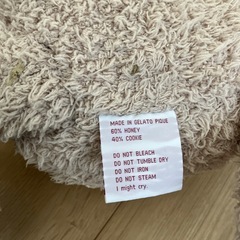 MADE IN GELATO PIQUE
60% HONEY
40% COOKIE
DO NOT BLEACH
DO NOT TUMBLE DRY
DO NOT IRON
DO NOT STEAM
I might cry.